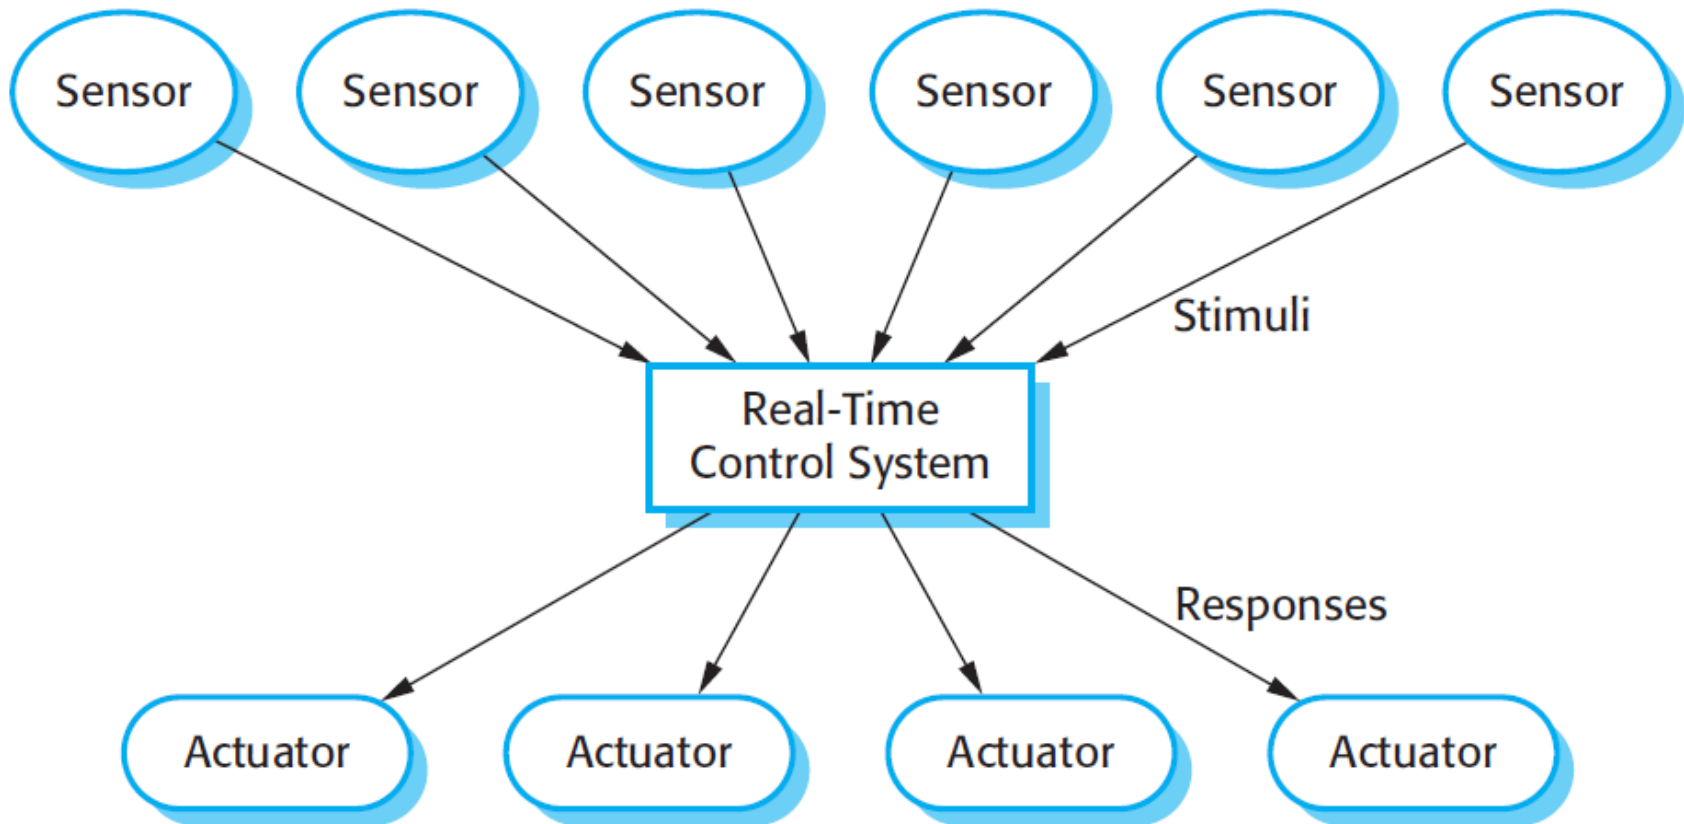 Sensor
Sensor
Sensor
Sensor
Sensor
Sensor
Stimuli
Real-Time
Control System
Responses
Actuator
Actuator
Actuator
Actuator